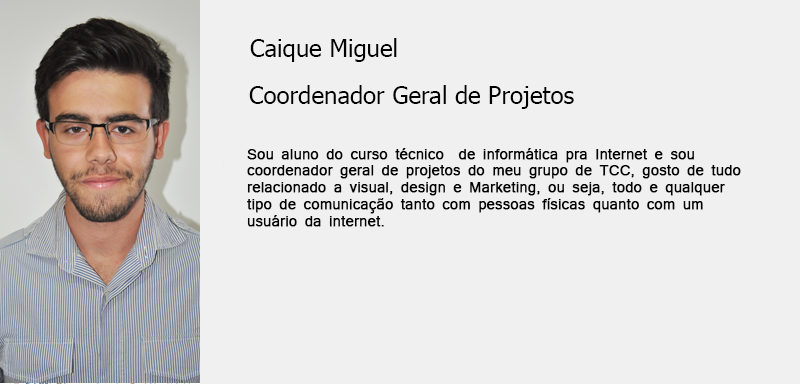 Caique Miguel
Coordenador Geral de Projetos
Sou aluno do curso técnico de informática pra Internet e sou
coordenador geral de projetos do meu grupo de TCC, gosto de tudo
relacionado a visual, design e Marketing, ou seja, todo e qualquer
tipo de comunicação tanto com pessoas físicas quanto com um
usuário da internet.